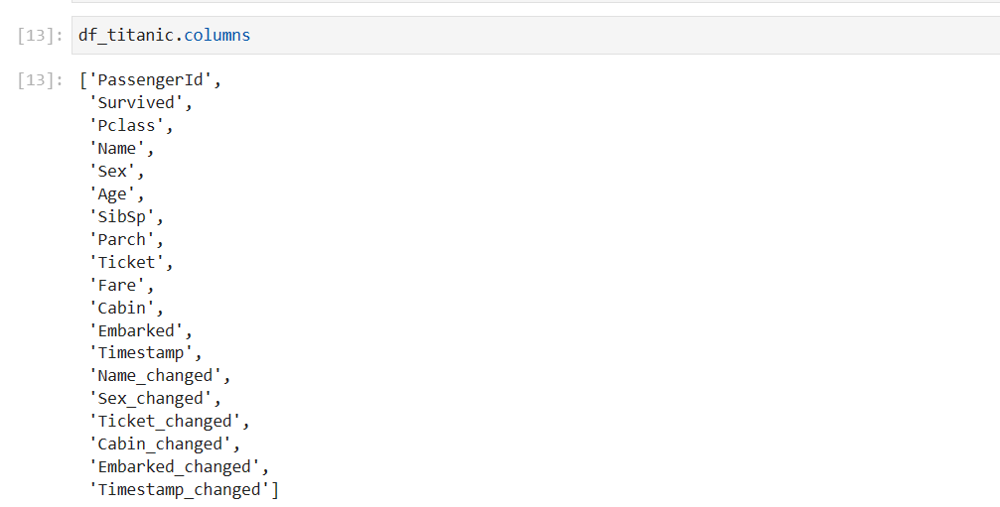 [13]: df_titanic.columns
[13]: ['PassengerId',
'Survived',
'Pclass',
'Name',
'Sex',
'Age',
'SibSp',
'Parch',
'Ticket',
'Fare',
'Cabin',
'Embarked',
'Timestamp',
'Name_changed',
'Sex_changed',
'Ticket_changed',
'Cabin_changed',
'Embarked_changed',
'Timestamp_changed']